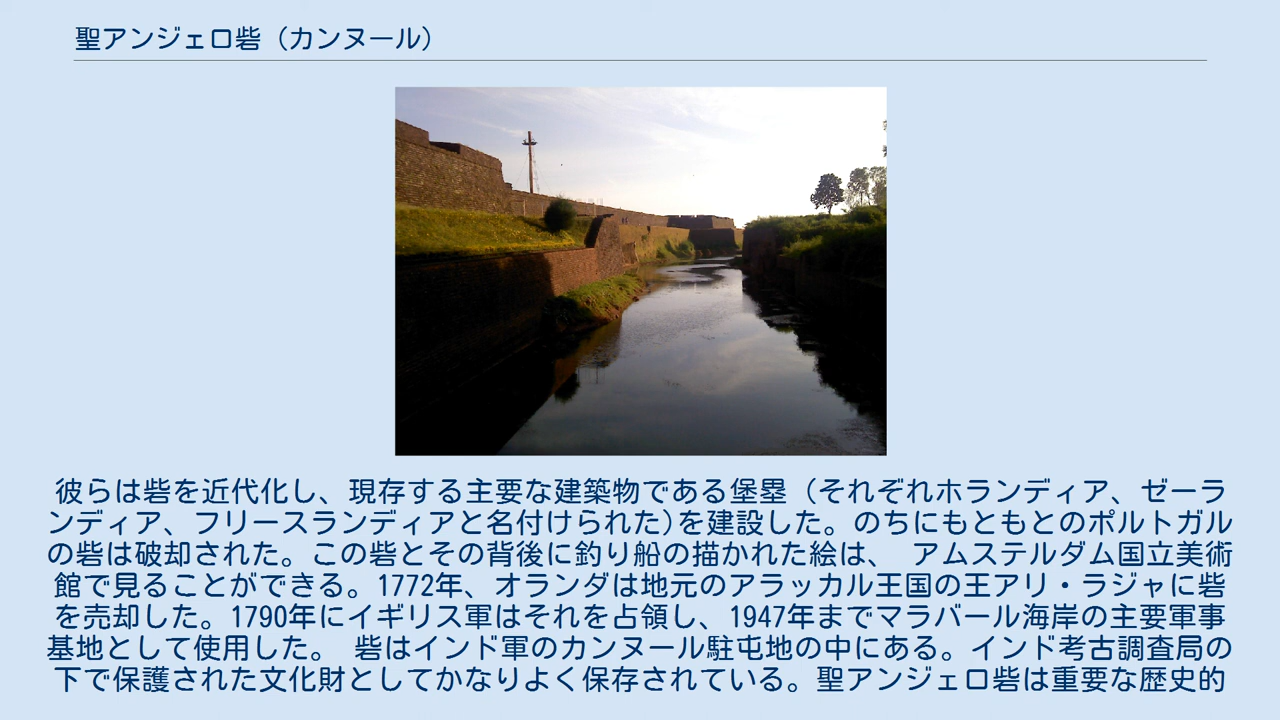 聖アンジェロ砦（カンヌール）
彼らは砦を近代化し、現存する主要な建築物である堡塁（それぞれホランディア、ゼーラ
ンディア、フリースランディアと名付けられた)を建設した。のちにもともとのポルトガル
の砦は破却された。この砦とその背後に釣り船の描かれた絵は、 アムステルダム国立美術
館で見ることができる。1772年、オランダは地元のアラッカル王国の王アリ・ラジャに砦
を売却した。1790年にイギリス軍はそれを占領し、1947年までマラバール海岸の主要軍事
基地として使用した。 砦はインド軍のカンヌール駐屯地の中にある。インド考古調査局の
下で保護された文化財としてかなりよく保存されている。聖アンジェロ砦は重要な歴史的